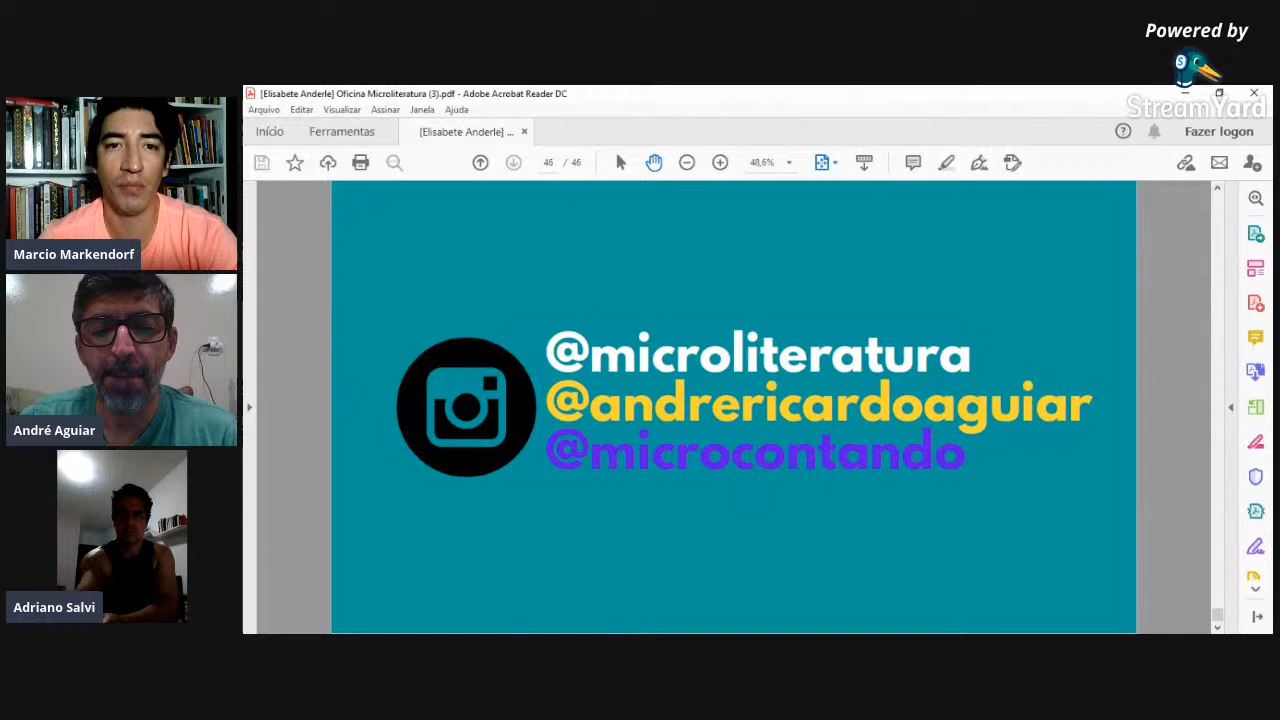 Powered by
StreamYard
[Elisabete Anderle] Oficina Microliteratura (3).pdf - Adobe Acrobat Reader DC
Arquivo Editar Visualizar Assinar Janela Ajuda
Início Ferramentas [Elisabete Anderle] ... × Fazer logon
46 / 46 48,6%
Marcio Markendorf
André Aguiar
Adriano Salvi
@microliteratura
@andrericardoaguiar
@microcontando